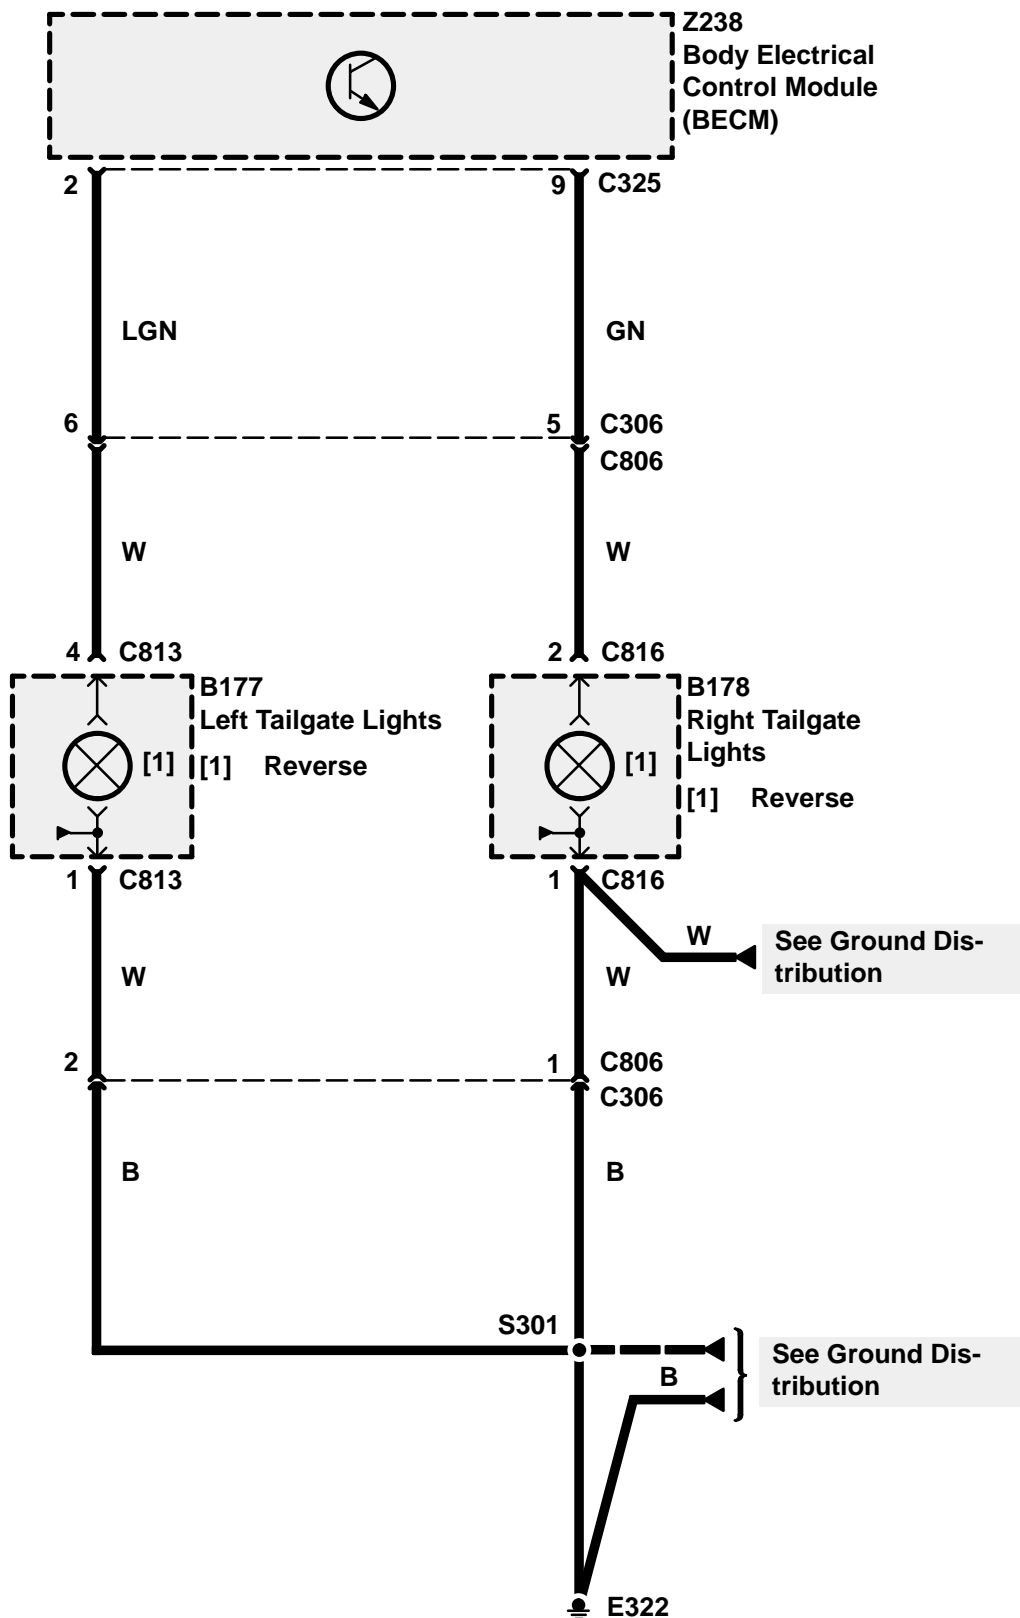 Z238
Body Electrical
Control Module
(BECM)
2
9 C325
LGN
GN
6
5 C306
C806
W
W
4 C813
2 C816
B177
Left Tailgate Lights
[1] [1] Reverse
B178
Right Tailgate
Lights
[1]
[1] Reverse
1 C813
1 C816
W
See Ground Dis-
tribution
W
W
2
1 C806
C306
B
B
S301
See Ground Dis-
tribution
B
E322